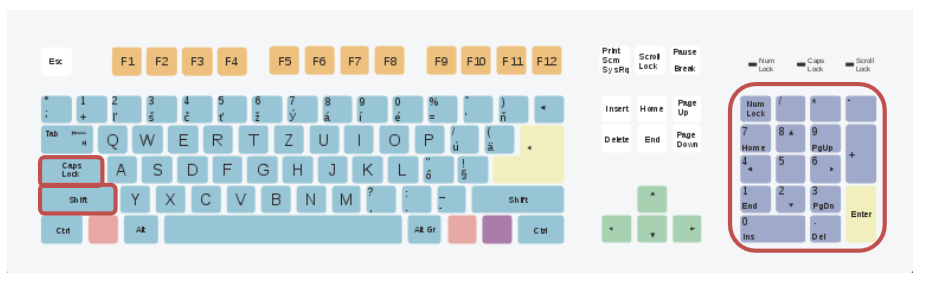 Esc F1 F2 F3 F4 F5 F6 F7 F8 F9 F10 F11 F12
Print
Scrn
SysRq
Scroll
Lock
Pause
Break
Num
Lock
Caps
Lock
Scroll
Lock
° 1 2 3 4 5 6 7 8 9 0 % ˇ )
; + ľ š č ť ž ý á í é = ´ ň
Insert Home Page
Up
Num
Lock
/ * -
Tab Q W E R T Z U I O P / (
ú ä
Delete End Page
Down
7 8 9
Home PgUp +
Caps
Lock
A S D F G H J K L " !
ô §
4 5 6
Shift Y X C V B N M ? : _
, . - Shift
1 2 3
End PgDn Enter
Ctrl Alt Alt Gr Ctrl
0 .
Ins Del